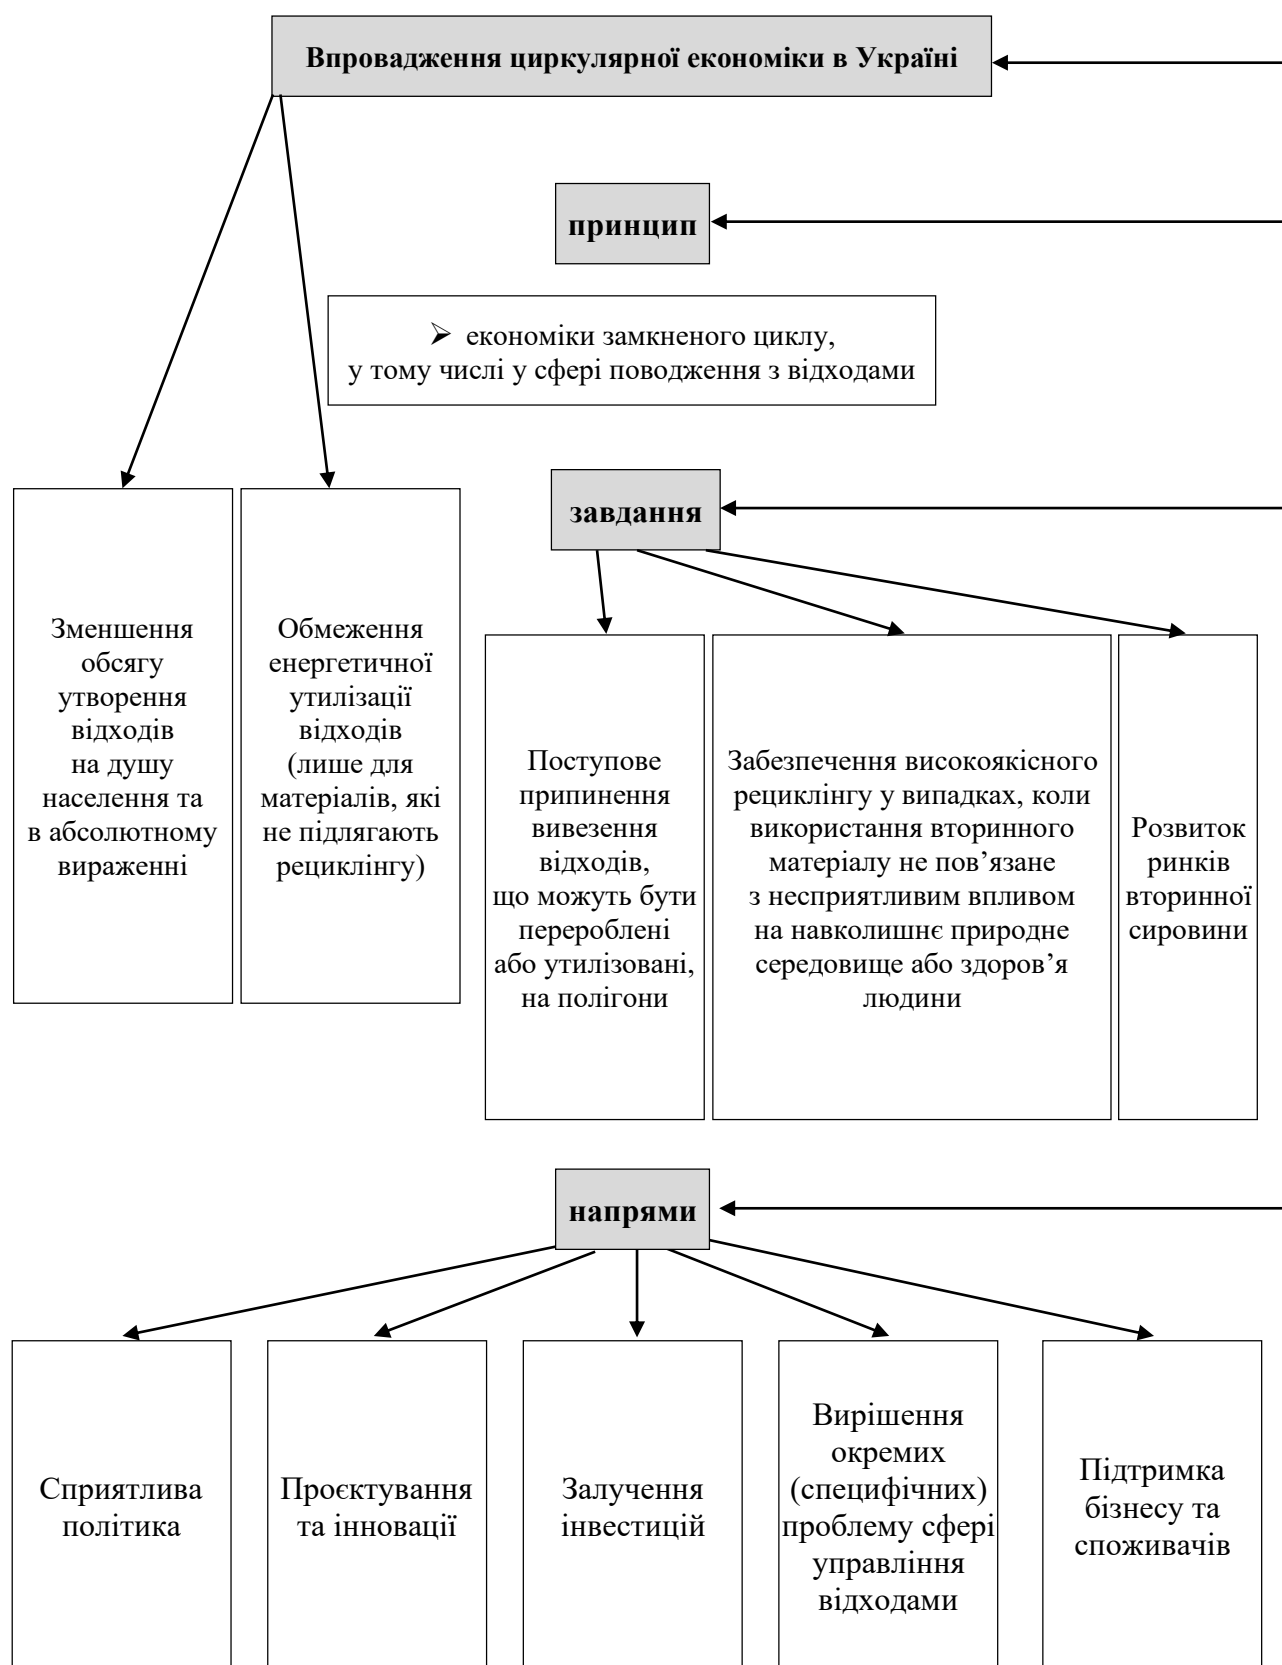 Впровадження циркулярної економіки в Україні
принцип
➢ економіки замкненого циклу,
у тому числі у сфері поводження з відходами
завдання
Зменшення
обсягу
утворення
відходів
на душу
населення та
в абсолютному
вираженні
Обмеження
енергетичної
утилізації
відходів
(лише для
матеріалів, які
не підлягають
рециклінгу)
Поступове
припинення
вивезення
відходів,
що можуть бути
перероблені
або утилізовані,
на полігони
Забезпечення високоякісного
рециклінгу у випадках, коли
використання вторинного
матеріалу не пов’язане
з несприятливим впливом
на навколишнє природне
середовище або здоров’я
людини
Розвиток
ринків
вторинної
сировини
напрями
Сприятлива
політика
Проєктування
та інновації
Залучення
інвестицій
Вирішення
окремих
(специфічних)
проблему сфері
управління
відходами
Підтримка
бізнесу та
споживачів